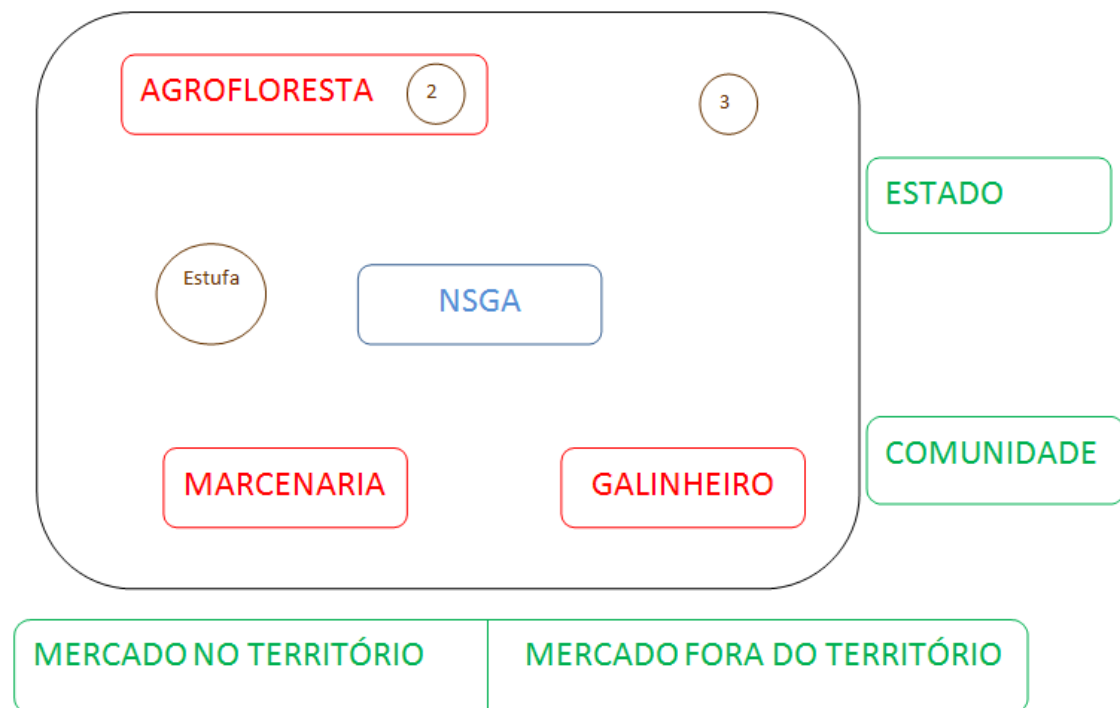 AGROFLORESTA 2
3
ESTADO
Estufa
NSGA
COMUNIDADE
MARCENARIA
GALINHEIRO
MERCADO NO TERRITÓRIO
MERCADO FORA DO TERRITÓRIO